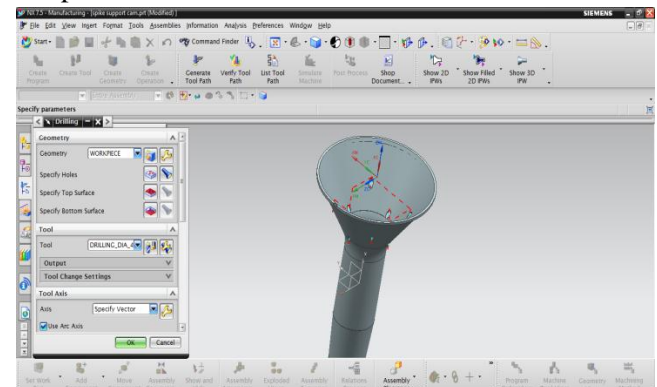 NX 7.5 - Manufacturing - [spike support cam.prt (Modified)]
SIEMENS
File Edit View Insert Format Tools Assemblies Information Analysis Preferences Window Help
Start Command Finder
Create Program Create Tool Create Geometry Create Operation Generate Tool Path Verify Tool Path List Tool Path Simulate Machine Post Process Shop Document... Show 2D IPWs Show Filled 2D IPWs Show 3D IPW
Specify parameters
Drilling
Geometry
Geometry WORKPIECE
Specify Holes
Specify Top Surface
Specify Bottom Surface
Tool
Tool DRILLING_DIA_4
Output
Tool Change Settings
Tool Axis
Axis Specify Vector
Use Arc Axis
OK Cancel
Set Work Add Move Assembly Show and Assembly Exploded Assembly Relations Assembly Program Machine Geometry Machining